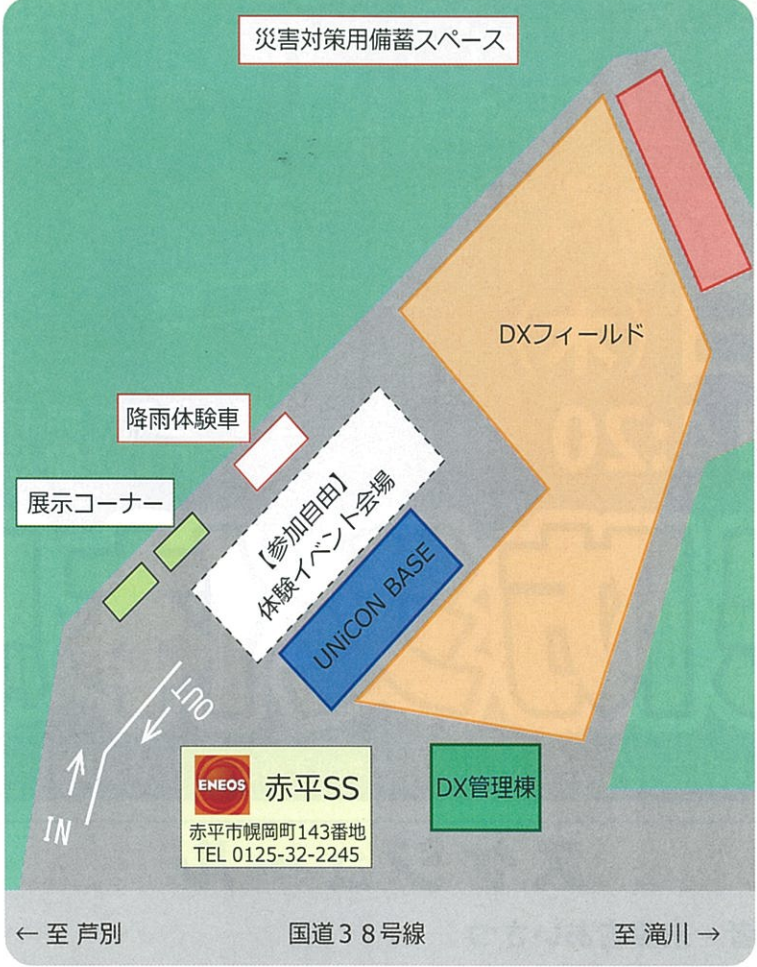 災害対策用備蓄スペース
DXフィールド
降雨体験車
展示コーナー
【参加自由】
体験イベント会場
UNiCON BASE
OUT
IN
ENEOS 赤平SS
赤平市幌岡町143番地
TEL 0125-32-2245
DX管理棟
← 至 芦別 国道38号線 至 滝川 →